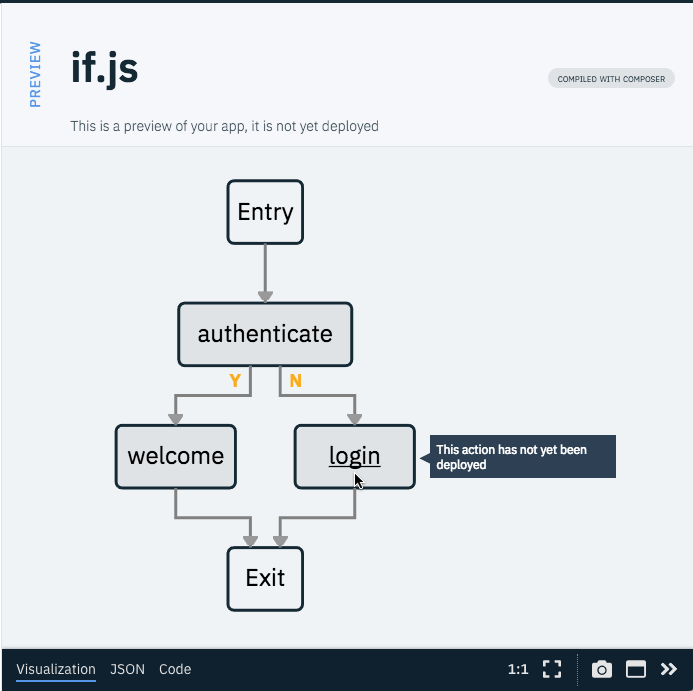 PREVIEW
if.js
COMPILED WITH COMPOSER
This is a preview of your app, it is not yet deployed
Entry
authenticate
Y
N
welcome
login
This action has not yet been
deployed
Exit
Visualization
JSON
Code
1:1